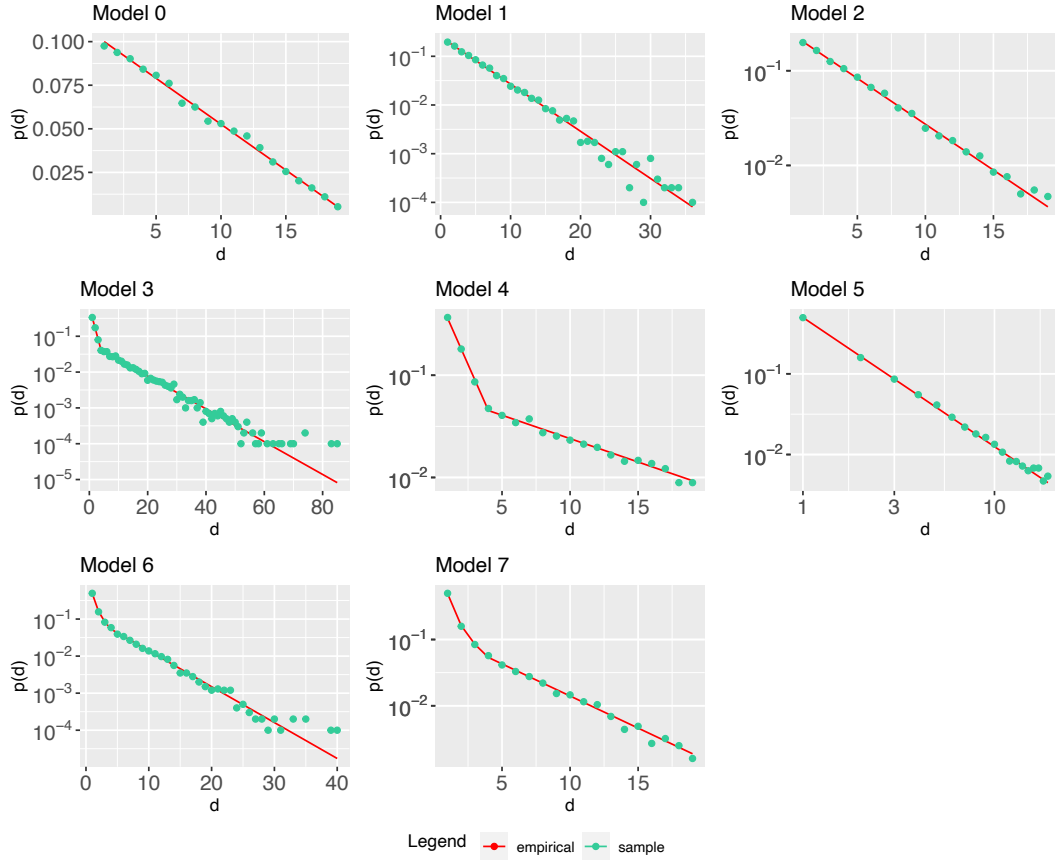 Model 0
0.100
0.075
0.050
0.025
p(d)
5 10 15
d
Model 1
10⁻¹
10⁻²
10⁻³
10⁻⁴
p(d)
0 10 20 30
d
Model 2
10⁻¹
10⁻²
p(d)
5 10 15
d
Model 3
10⁻¹
10⁻²
10⁻³
10⁻⁴
10⁻⁵
p(d)
0 20 40 60 80
d
Model 4
10⁻¹
10⁻²
p(d)
5 10 15
d
Model 5
10⁻¹
10⁻²
p(d)
1 3 10
d
Model 6
10⁻¹
10⁻²
10⁻³
10⁻⁴
p(d)
0 10 20 30 40
d
Model 7
10⁻¹
10⁻²
p(d)
5 10 15
d
Legend empirical sample